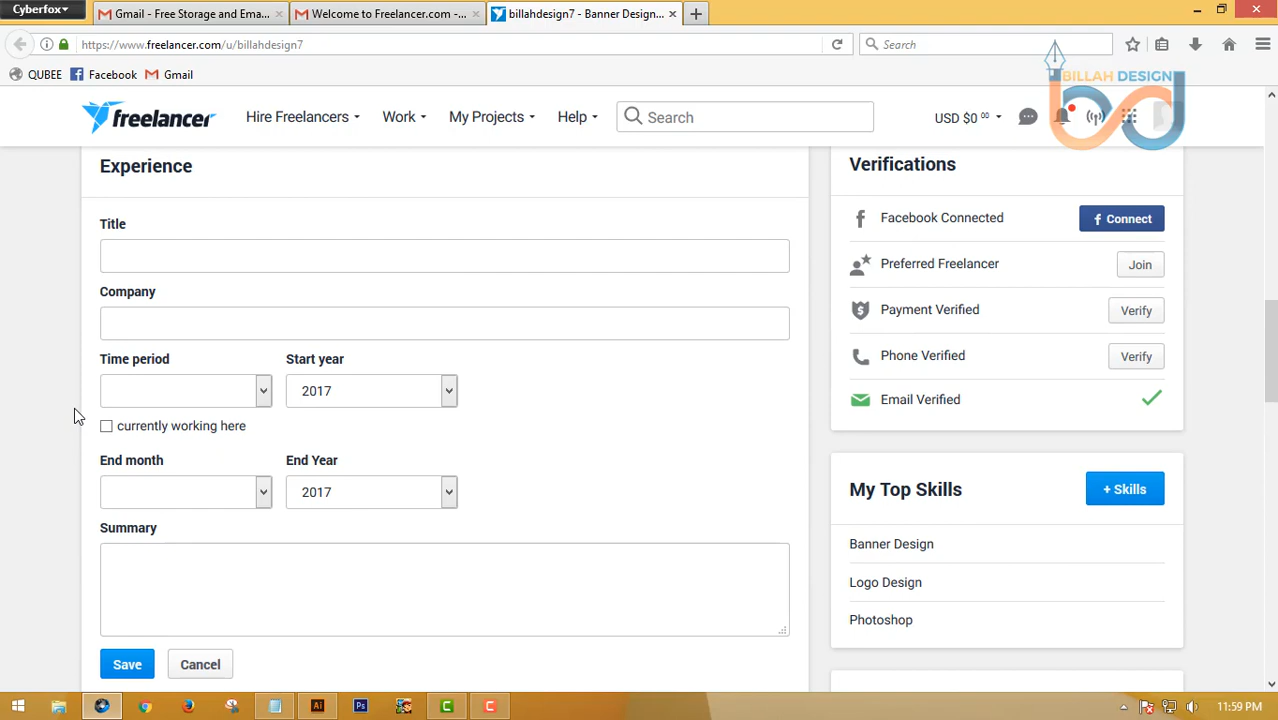 Cyberfox
Gmail - Free Storage and Ema...
Welcome to Freelancer.com -...
billahdesign7 - Banner Design...
https://www.freelancer.com/u/billahdesign7
Search
QUBEE
Facebook
Gmail
BILLAH DESIGN
freelancer
Hire Freelancers
Work
My Projects
Help
Search
USD $0 00
Experience
Title
Company
Time period
Start year
2017
currently working here
End month
End Year
2017
Summary
Save
Cancel
Verifications
Facebook Connected
f Connect
Preferred Freelancer
Join
Payment Verified
Verify
Phone Verified
Verify
Email Verified
My Top Skills
+ Skills
Banner Design
Logo Design
Photoshop
11:59 PM